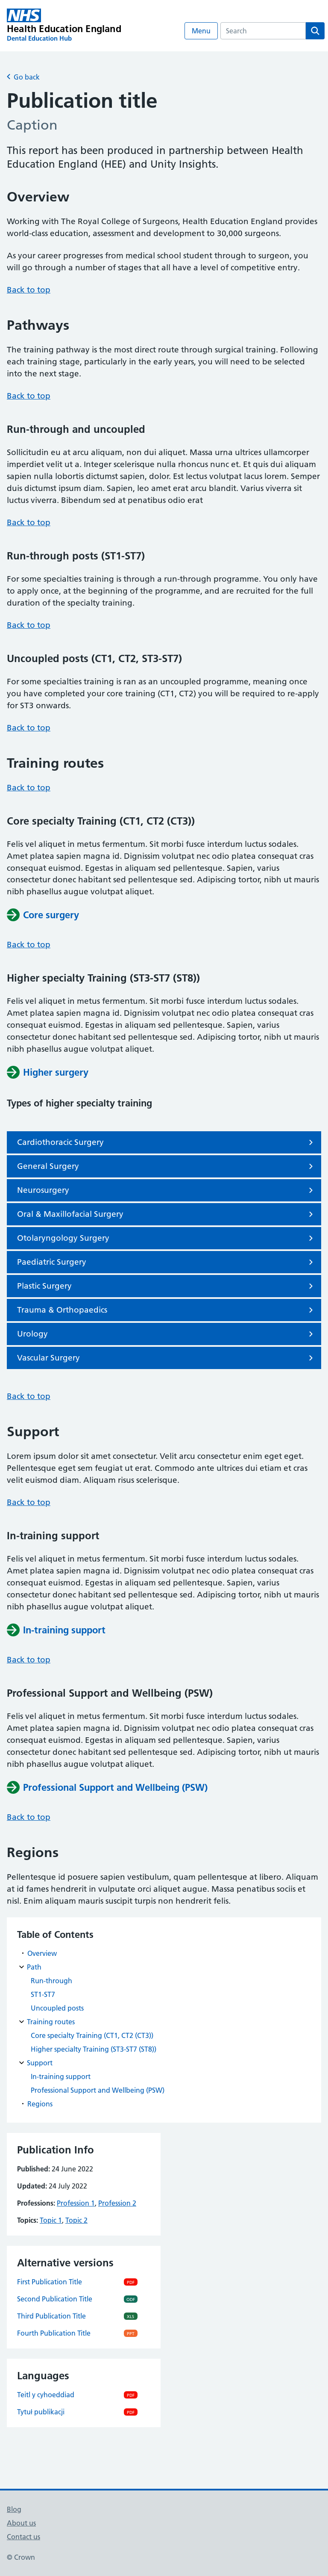 NHS
Health Education England
Dental Education Hub
Menu
Search
Go back
Publication title
Caption
This report has been produced in partnership between Health
Education England (HEE) and Unity Insights.
Overview
Working with The Royal College of Surgeons, Health Education England provides
world-class education, assessment and development to 30,000 surgeons.
As your career progresses from medical school student through to surgeon, you
will go through a number of stages that all have a level of competitive entry.
Back to top
Pathways
The training pathway is the most direct route through surgical training. Following
each training stage, particularly in the early years, you will need to be selected
into the next stage.
Back to top
Run-through and uncoupled
Sollicitudin eu at arcu aliquam, non dui aliquet. Massa urna ultrices ullamcorper
imperdiet velit ut a. Integer scelerisque nulla rhoncus nunc et. Et quis dui aliquam
sapien nulla lobortis dictumst sapien, dolor. Est lectus volutpat lacus lorem. Semper
duis dictumst ipsum diam. Sapien, leo amet erat arcu blandit. Varius viverra sit
luctus viverra. Bibendum sed at penatibus odio erat
Back to top
Run-through posts (ST1-ST7)
For some specialties training is through a run-through programme. You only have
to apply once, at the beginning of the programme, and are recruited for the full
duration of the specialty training.
Back to top
Uncoupled posts (CT1, CT2, ST3-ST7)
For some specialties training is ran as an uncoupled programme, meaning once
you have completed your core training (CT1, CT2) you will be required to re-apply
for ST3 onwards.
Back to top
Training routes
Back to top
Core specialty Training (CT1, CT2 (CT3))
Felis vel aliquet in metus fermentum. Sit morbi fusce interdum luctus sodales.
Amet platea sapien magna id. Dignissim volutpat nec odio platea consequat cras
consequat euismod. Egestas in aliquam sed pellentesque. Sapien, varius
consectetur donec habitant sed pellentesque sed. Adipiscing tortor, nibh ut mauris
nibh phasellus augue volutpat aliquet.
Core surgery
Back to top
Higher specialty Training (ST3-ST7 (ST8))
Felis vel aliquet in metus fermentum. Sit morbi fusce interdum luctus sodales.
Amet platea sapien magna id. Dignissim volutpat nec odio platea consequat cras
consequat euismod. Egestas in aliquam sed pellentesque. Sapien, varius
consectetur donec habitant sed pellentesque sed. Adipiscing tortor, nibh ut mauris
nibh phasellus augue volutpat aliquet.
Higher surgery
Types of higher specialty training
Cardiothoracic Surgery
General Surgery
Neurosurgery
Oral & Maxillofacial Surgery
Otolaryngology Surgery
Paediatric Surgery
Plastic Surgery
Trauma & Orthopaedics
Urology
Vascular Surgery
Back to top
Support
Lorem ipsum dolor sit amet consectetur. Velit arcu consectetur enim eget eget.
Pellentesque eget enim se feugiat ut erat. Commodo ante ultrices dui etiam et cras
velit euismod diam. Aliquam risus scelerisque.
Back to top
In-training support
Felis vel aliquet in metus fermentum. Sit morbi fusce interdum luctus sodales.
Amet platea sapien magna id. Dignissim volutpat nec odio platea consequat cras
consequat euismod. Egestas in aliquam sed pellentesque. Sapien, varius
consectetur donec habitant sed pellentesque sed. Adipiscing tortor, nibh ut mauris
nibh phasellus augue volutpat aliquet.
In-training support
Back to top
Professional Support and Wellbeing (PSW)
Felis vel aliquet in metus fermentum. Sit morbi fusce interdum luctus sodales.
Amet platea sapien magna id. Dignissim volutpat nec odio platea consequat cras
consequat euismod. Egestas in aliquam sed pellentesque. Sapien, varius
consectetur donec habitant sed pellentesque sed. Adipiscing tortor, nibh ut mauris
nibh phasellus augue volutpat aliquet.
Professional Support and Wellbeing (PSW)
Back to top
Regions
Pellentesque id posuere sapien vestibulum, quam pellentesque at libero. Aliquam
at id fames hendrerit in vulputate orci aliquet augue. Massa penatibus sociis et
nisl. Enim aliquam mauris suscipit turpis non hendrerit risus.
Table of Contents
Overview
Path
Run-through
ST1-ST7
Uncoupled posts
Training routes
Core specialty Training (CT1, CT2 (CT3))
Higher specialty Training (ST3-ST7 (ST8))
Support
In-training support
Professional Support and Wellbeing (PSW)
Regions
Publication Info
Published: 24 June 2022
Updated: 24 July 2022
Professions: Profession 1, Profession 2
Topics: Topic 1, Topic 2
Alternative versions
First Publication Title PDF
Second Publication Title ODF
Third Publication Title XLS
Fourth Publication Title PPT
Languages
Teitl y cyhoeddiad PDF
Tytuł publikacji PDF
Blog
About us
Contact us
© Crown